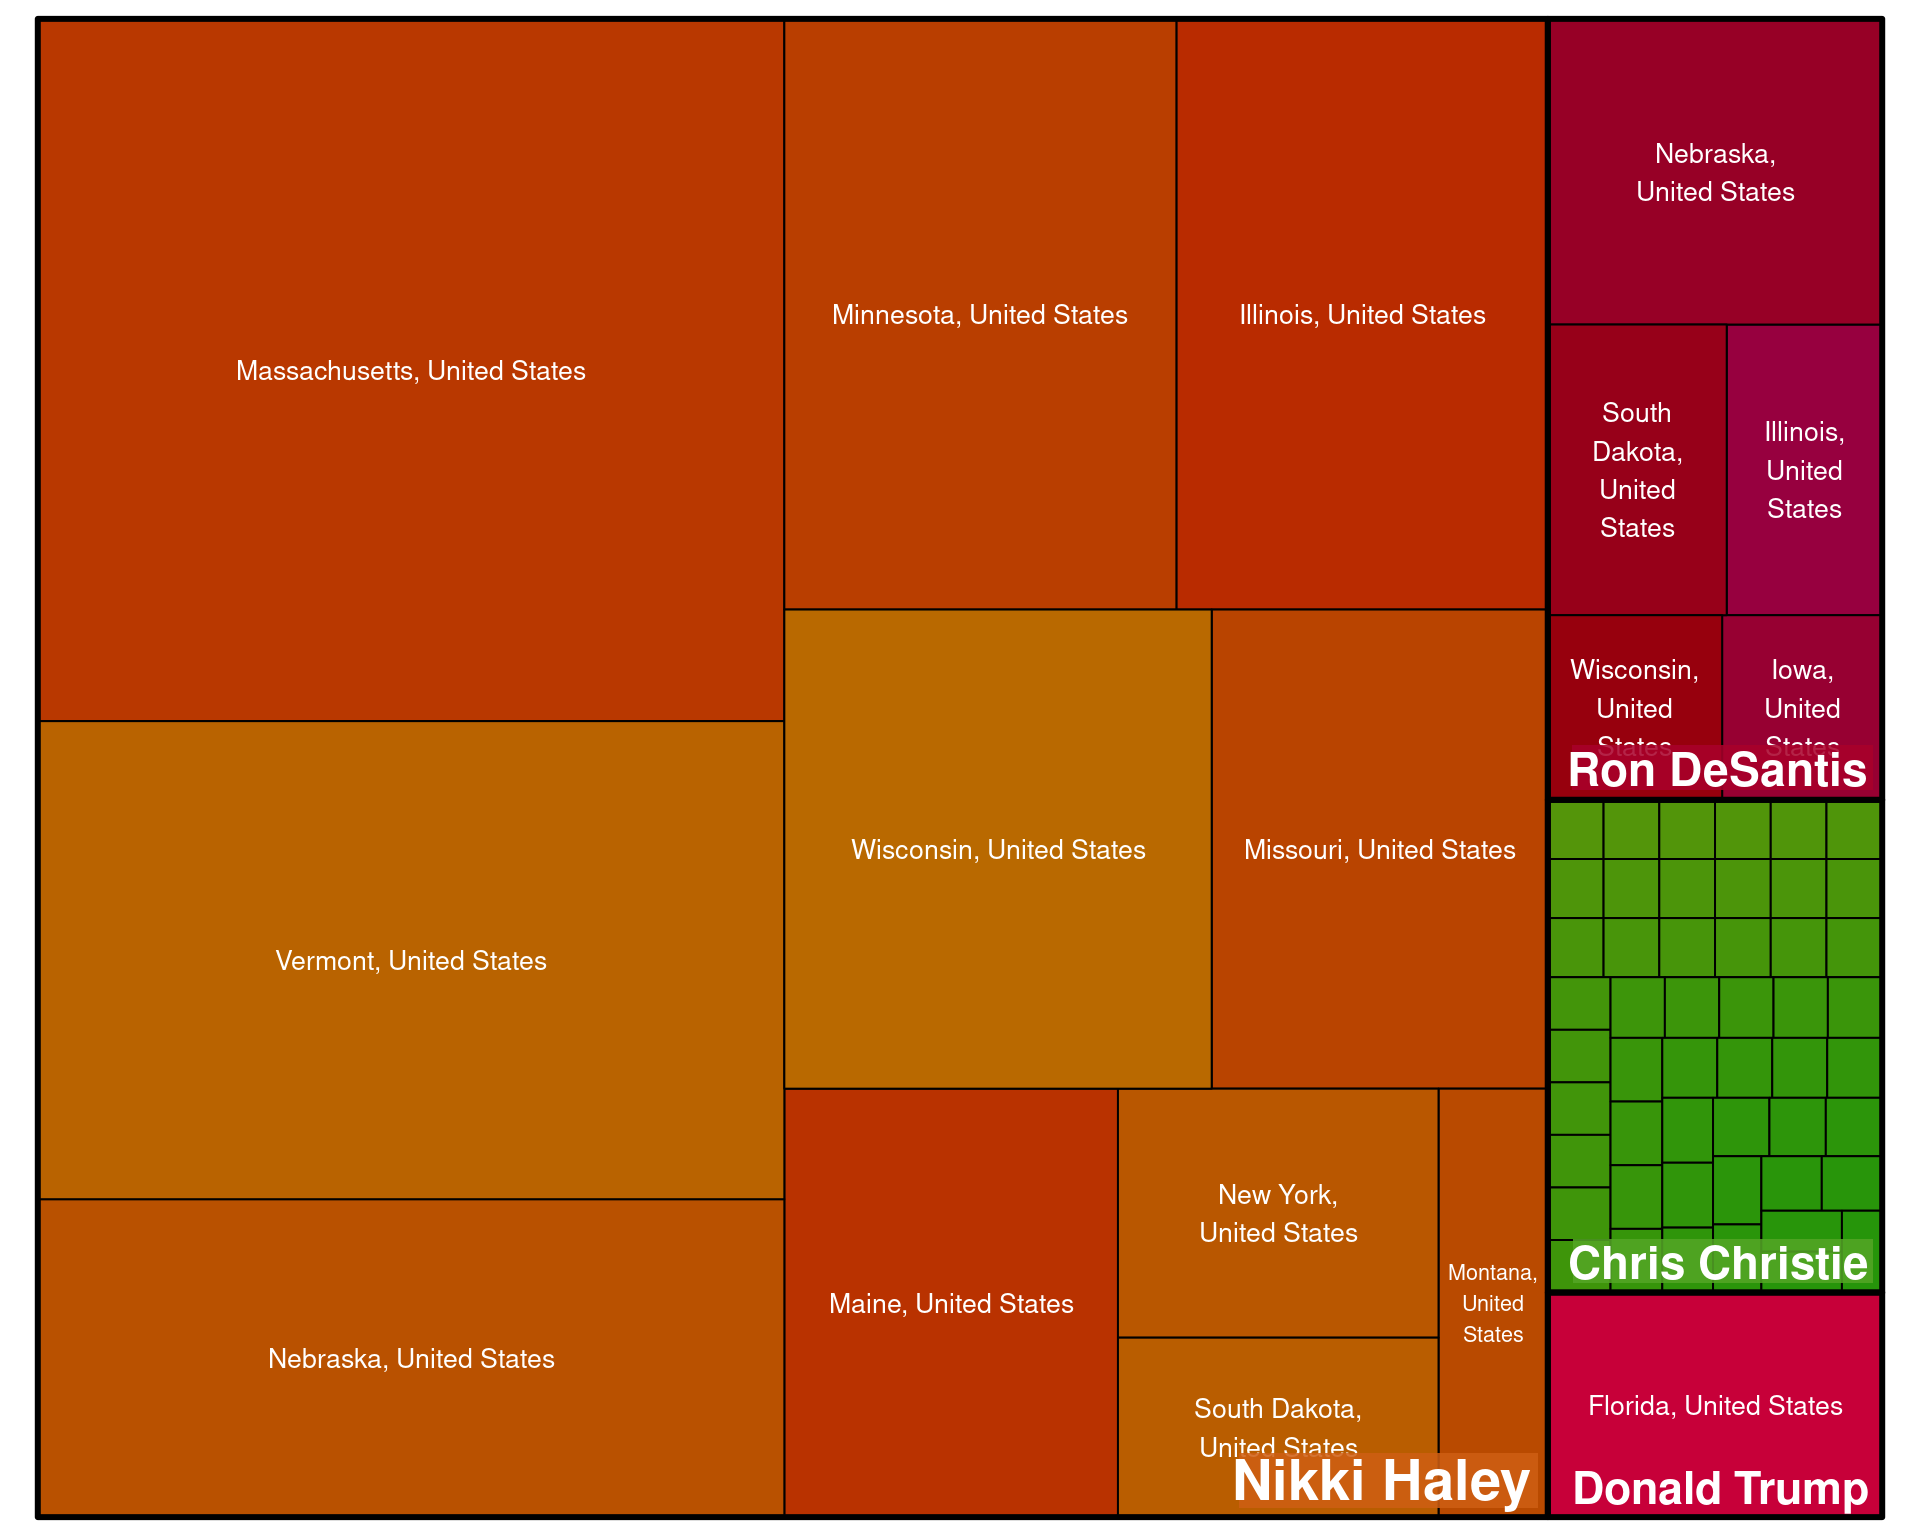 Massachusetts, United States
Vermont, United States
Nebraska, United States
Minnesota, United States
Illinois, United States
Wisconsin, United States
Missouri, United States
Maine, United States
New York,
United States
South Dakota,
United States
Montana,
United
States
Nikki Haley
Nebraska,
United States
South
Dakota,
United
States
Illinois,
United
States
Wisconsin,
United
States
Iowa,
United
States
Ron DeSantis
Chris Christie
Florida, United States
Donald Trump